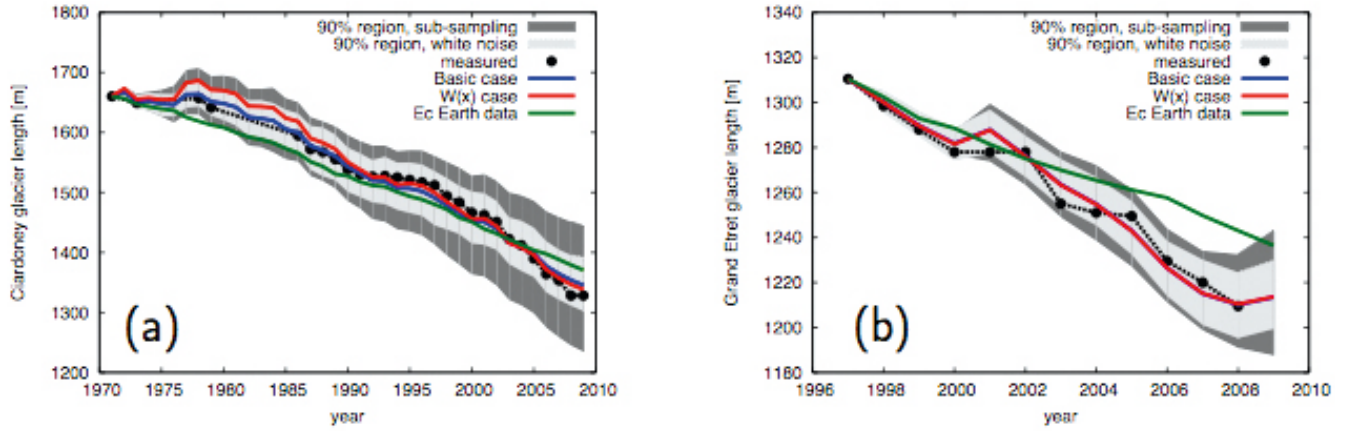 1800
1700
1600
1500
1400
1300
1200
Ciardoney glacier length [m]
90% region, sub-sampling
90% region, white noise
measured
Basic case
W(x) case
Ec Earth data
(a)
1970 1975 1980 1985 1990 1995 2000 2005 2010
year
1340
1320
1300
1280
1260
1240
1220
1200
1180
Grand Etret glacier length [m]
90% region, sub-sampling
90% region, white noise
measured
Basic case
W(x) case
Ec Earth data
(b)
1996 1998 2000 2002 2004 2006 2008 2010
year